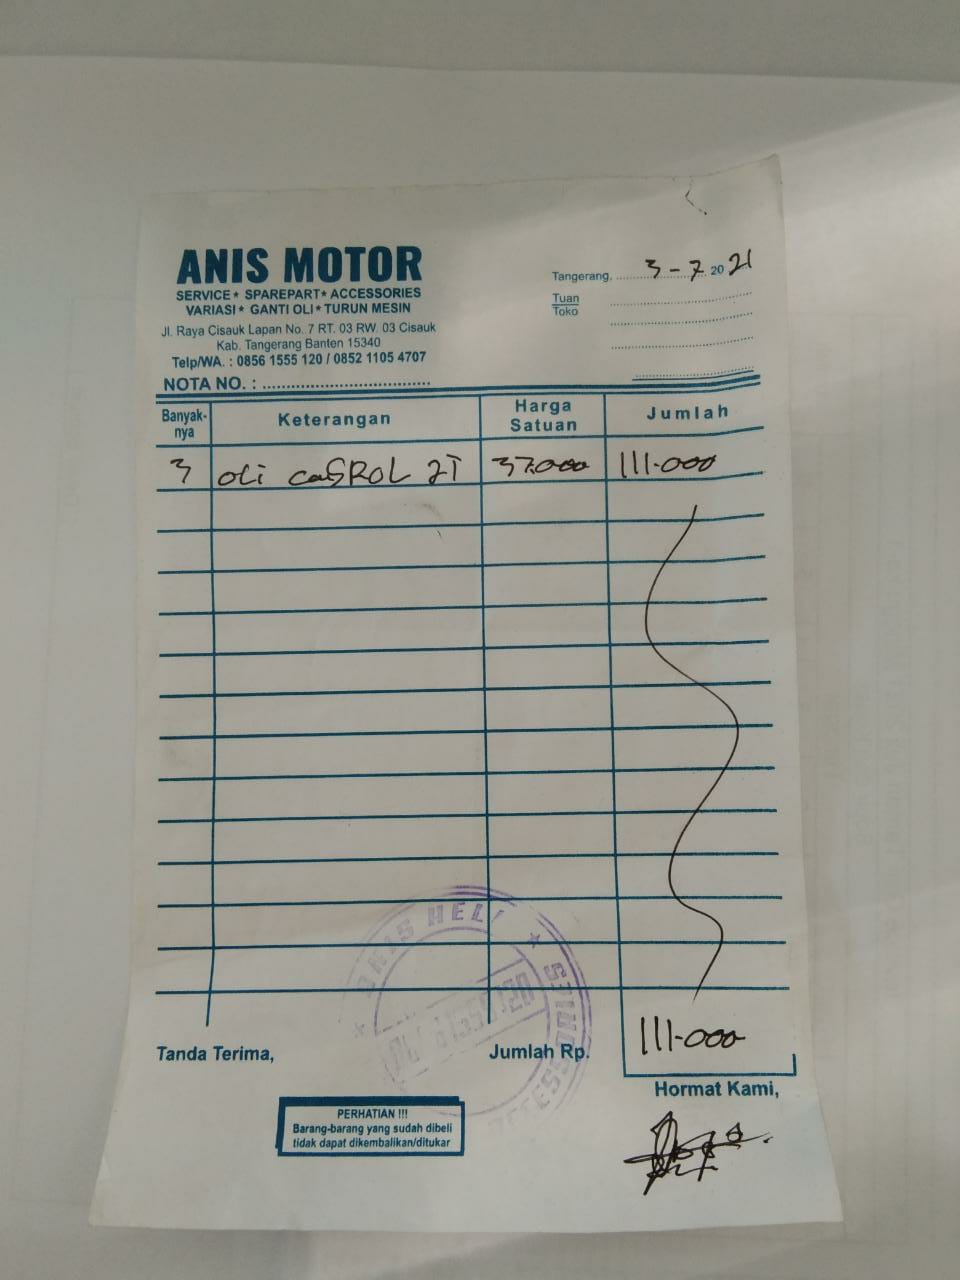 ANIS MOTOR
SERVICE ★ SPAREPART ★ ACCESSORIES
VARIASI ★ GANTI OLI ★ TURUN MESIN
Jl. Raya Cisauk Lapan No. 7 RT. 03 RW. 03 Cisauk
Kab. Tangerang Banten 15340
Telp/WA. : 0856 1555 120 / 0852 1105 4707
NOTA NO. :
Tangerang, 3 - 7 20 21
Tuan
Toko
Banyak-nya Keterangan Harga Satuan Jumlah
3 OLI CaSROL 2T 37.000 111.000
ANIS HELI
Tanda Terima,
Jumlah Rp. 111.000
Hormat Kami,
PERHATIAN !!!
Barang-barang yang sudah dibeli
tidak dapat dikembalikan/ditukar